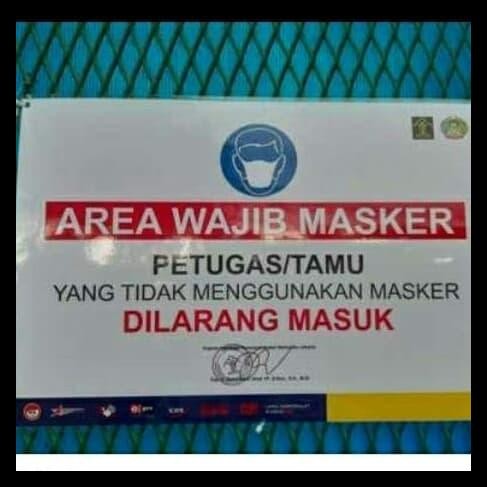 AREA WAJIB MASKER
PETUGAS/TAMU
YANG TIDAK MENGGUNAKAN MASKER
DILARANG MASUK